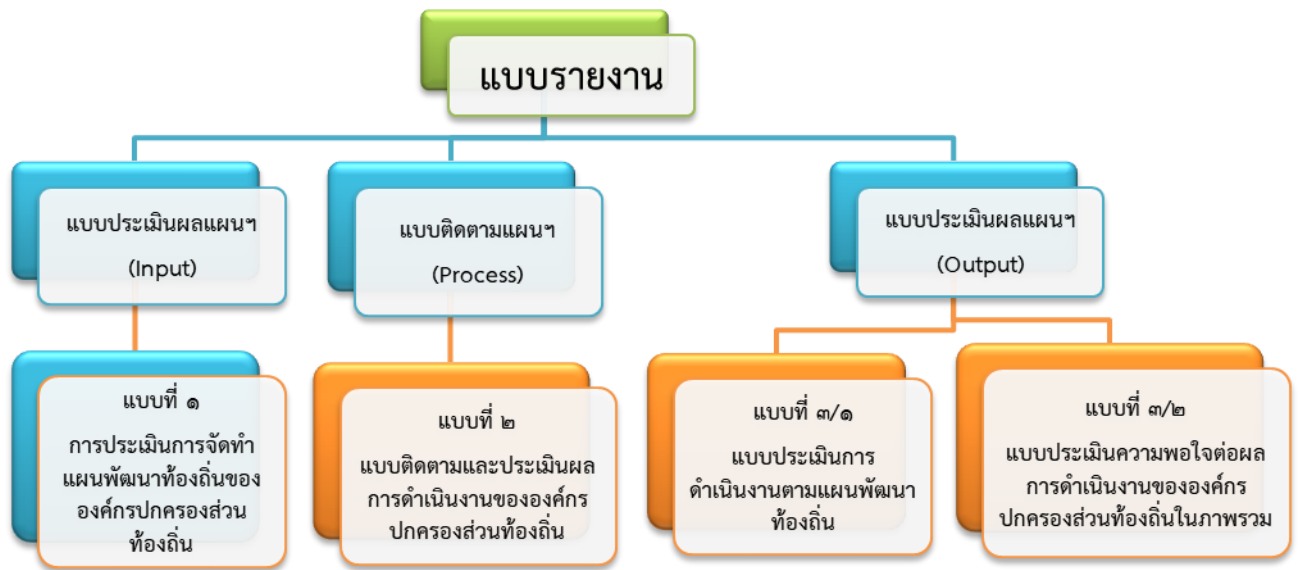 แบบรายงาน
แบบประเมินผลแผนฯ
(Input)
แบบติดตามแผนฯ
(Process)
แบบประเมินผลแผนฯ
(Output)
แบบที่ ๑
การประเมินการจัดทำ
แผนพัฒนาท้องถิ่นของ
องค์กรปกครองส่วน
ท้องถิ่น
แบบที่ ๒
แบบติดตามและประเมินผล
การดำเนินงานขององค์กร
ปกครองส่วนท้องถิ่น
แบบที่ ๓/๑
แบบประเมินการ
ดำเนินงานตามแผนพัฒนา
ท้องถิ่น
แบบที่ ๓/๒
แบบประเมินความพอใจต่อผล
การดำเนินงานขององค์กร
ปกครองส่วนท้องถิ่นในภาพรวม